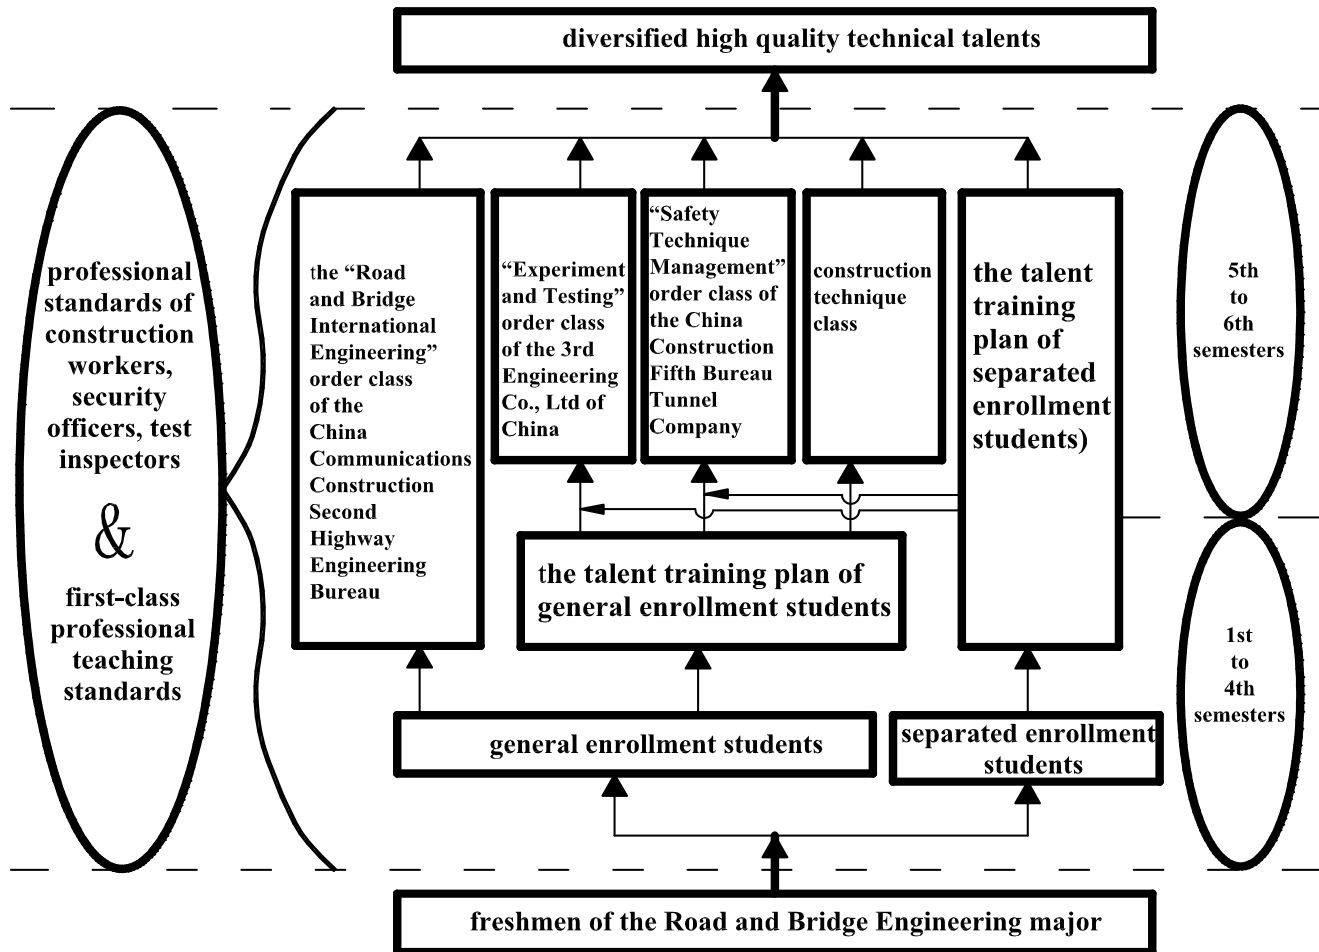 diversified high quality technical talents
professional
standards of
construction
workers,
security
officers, test
inspectors
&
first-class
professional
teaching
standards
the “Road
and Bridge
International
Engineering”
order class
of the
China
Communications
Construction
Second
Highway
Engineering
Bureau
“Experiment
and Testing”
order class
of the 3rd
Engineering
Co., Ltd of
China
“Safety
Technique
Management”
order class of
the China
Construction
Fifth Bureau
Tunnel
Company
construction
technique
class
the talent
training
plan of
separated
enrollment
students)
5th
to
6th
semesters
the talent training plan of
general enrollment students
1st
to
4th
semesters
general enrollment students
separated enrollment
students
freshmen of the Road and Bridge Engineering major